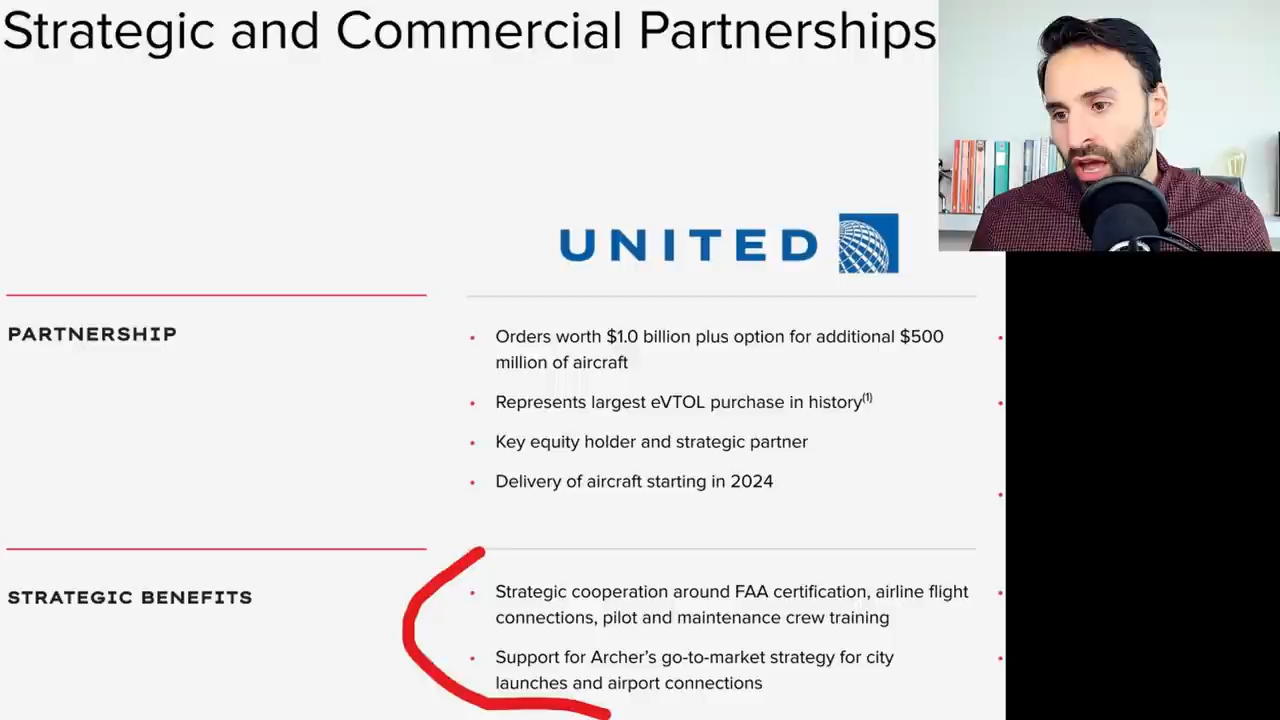 Strategic and Commercial Partnerships
UNITED
PARTNERSHIP
• Orders worth $1.0 billion plus option for additional $500
million of aircraft
• Represents largest eVTOL purchase in history(1)
• Key equity holder and strategic partner
• Delivery of aircraft starting in 2024
STRATEGIC BENEFITS
• Strategic cooperation around FAA certification, airline flight
connections, pilot and maintenance crew training
• Support for Archer’s go-to-market strategy for city
launches and airport connections